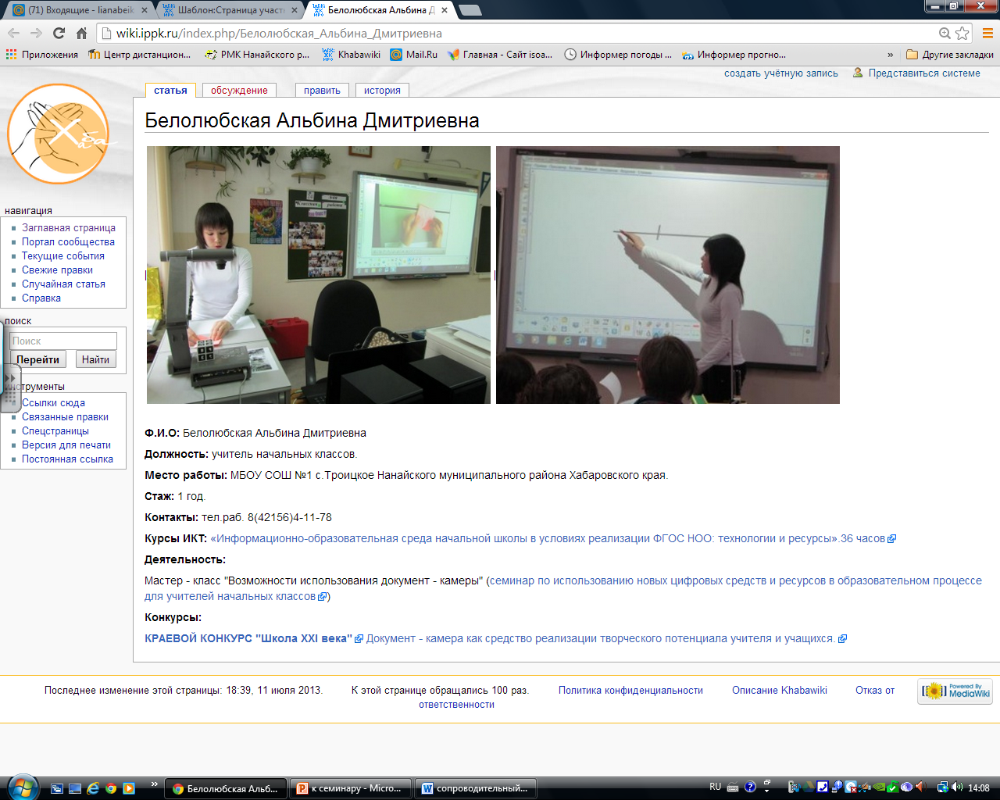 (71) Входящие - lianabeik
Шаблон:Страница участ
Белолюбская Альбина Д
wiki.ippk.ru/index.php/Белолюбская_Альбина_Дмитриевна
Приложения
Центр дистанцион...
РМК Нанайского р...
Khabawiki
Mail.Ru
Главная - Сайт isoa...
Информер погоды ...
Информер прогно...
»
Другие закладки
создать учётную запись
Представиться системе
статья
обсуждение
править
история
Белолюбская Альбина Дмитриевна
навигация
Заглавная страница
Портал сообщества
Текущие события
Свежие правки
Случайная статья
Справка
поиск
Поиск
Перейти
Найти
инструменты
Ссылки сюда
Связанные правки
Спецстраницы
Версия для печати
Постоянная ссылка
Ф.И.О: Белолюбская Альбина Дмитриевна
Должность: учитель начальных классов.
Место работы: МБОУ СОШ №1 с.Троицкое Нанайского муниципального района Хабаровского края.
Стаж: 1 год.
Контакты: тел.раб. 8(42156)4-11-78
Курсы ИКТ: «Информационно-образовательная среда начальной школы в условиях реализации ФГОС НОО: технологии и ресурсы».36 часов
Деятельность:
Мастер - класс "Возможности использования документ - камеры" (семинар по использованию новых цифровых средств и ресурсов в образовательном процессе
для учителей начальных классов)
Конкурсы:
КРАЕВОЙ КОНКУРС "Школа XXI века" Документ - камера как средство реализации творческого потенциала учителя и учащихся.
Последнее изменение этой страницы: 18:39, 11 июля 2013.
К этой странице обращались 100 раз.
Политика конфиденциальности
Описание Khabawiki
Отказ от
ответственности
Powered By
MediaWiki
»
Белолюбская Альб...
к семинару - Micro...
сопроводительный...
RU
14:08